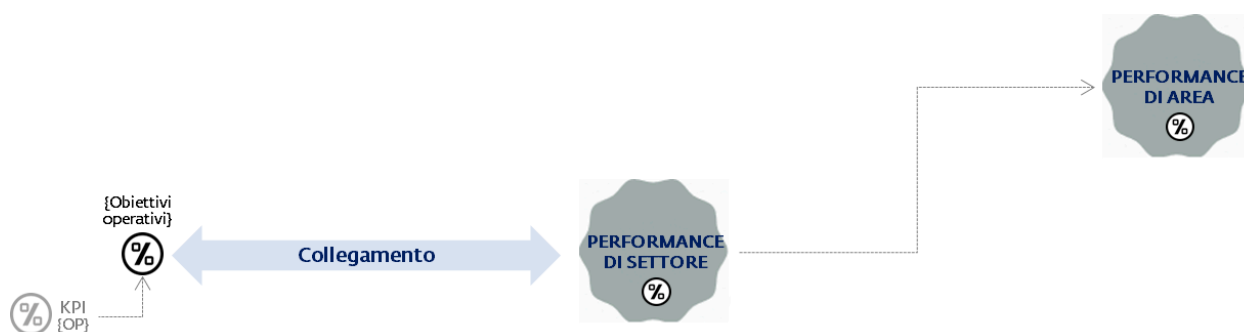 PERFORMANCE
DI AREA
%
{Obiettivi
operativi}
%
Collegamento
PERFORMANCE
DI SETTORE
%
% KPI
{OP}